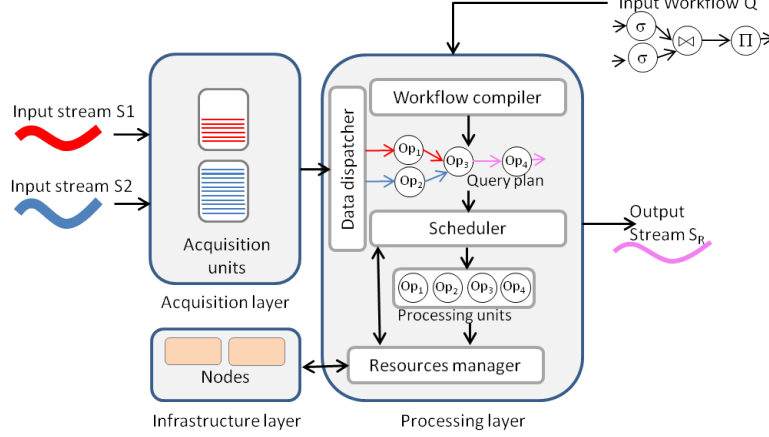 Input Workflow Q
σ
σ
⋈
Π
Input stream S1
Input stream S2
Acquisition
units
Acquisition layer
Data dispatcher
Workflow compiler
Op1
Op2
Op3
Op4
Query plan
Scheduler
Op1 Op2 Op3 Op4
Processing units
Resources manager
Processing layer
Nodes
Infrastructure layer
Output
Stream SR